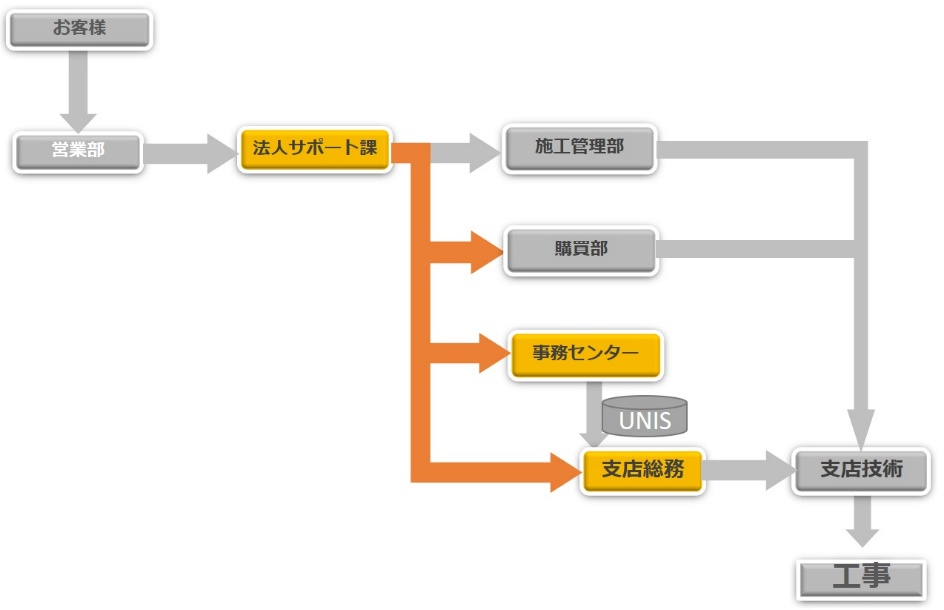 お客様
営業部
法人サポート課
施工管理部
購買部
事務センター
UNIS
支店総務
支店技術
工事